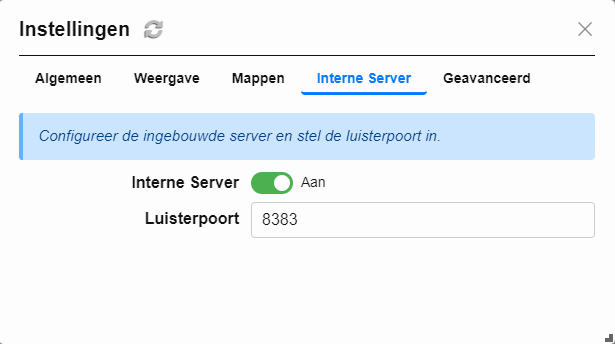 Instellingen
Algemeen Weergave Mappen Interne Server Geavanceerd
Configureer de ingebouwde server en stel de luisterpoort in.
Interne Server Aan
Luisterpoort 8383